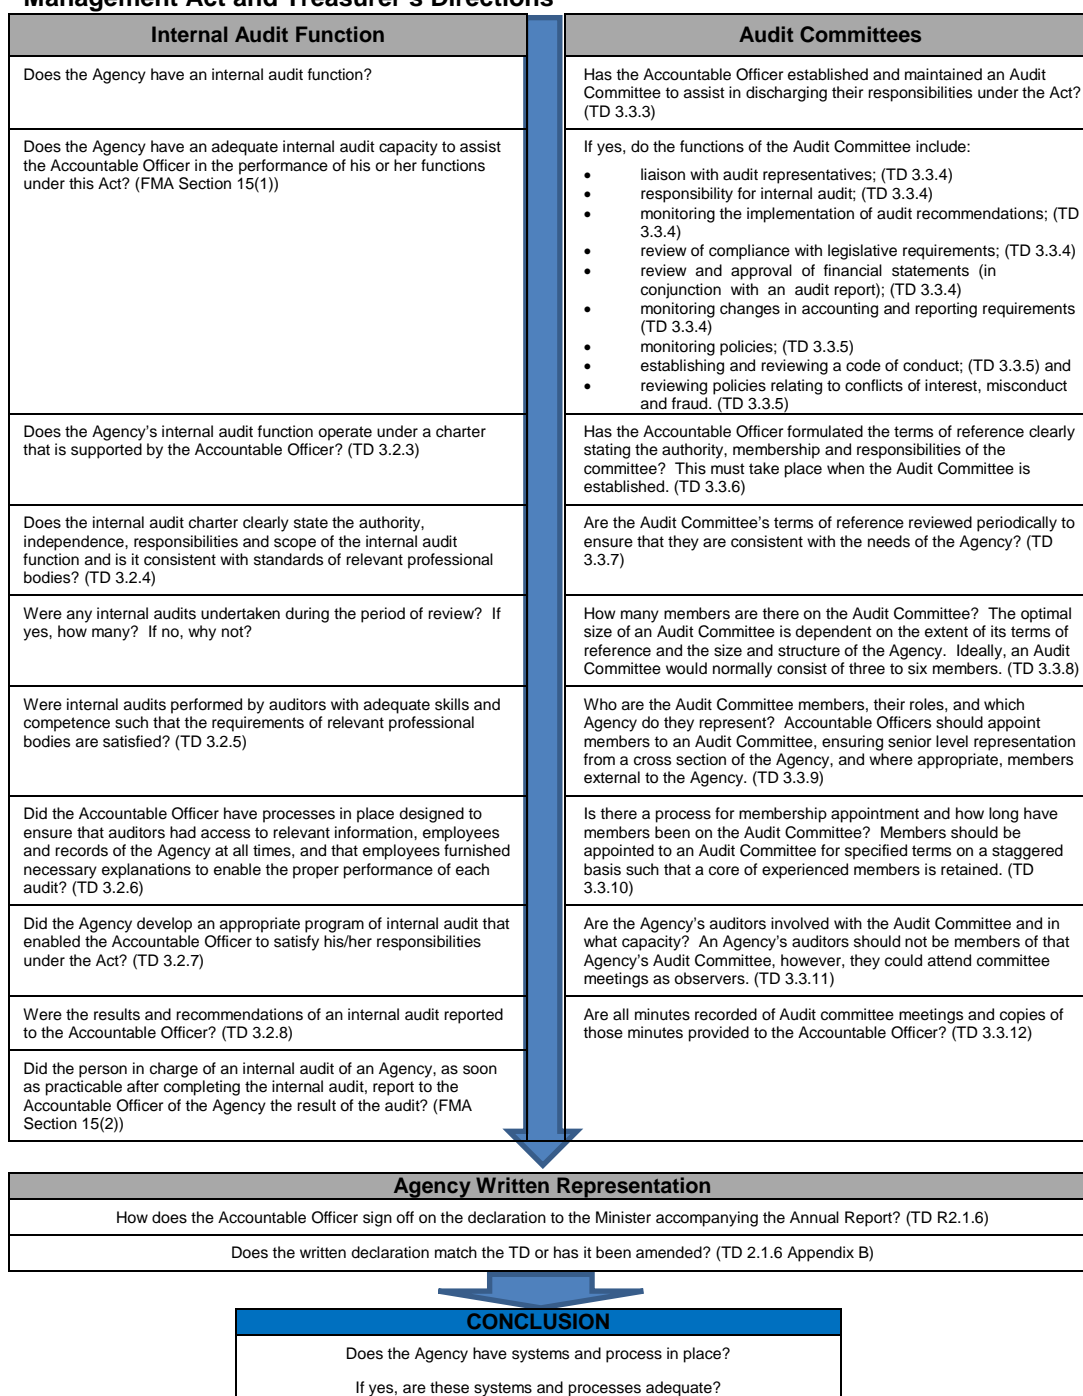 Management Act and Treasurer's Directions
Internal Audit Function
Does the Agency have an internal audit function?
Does the Agency have an adequate internal audit capacity to assist
the Accountable Officer in the performance of his or her functions
under this Act? (FMA Section 15(1))
Does the Agency's internal audit function operate under a charter
that is supported by the Accountable Officer? (TD 3.2.3)
Does the internal audit charter clearly state the authority,
independence, responsibilities and scope of the internal audit
function and is it consistent with standards of relevant professional
bodies? (TD 3.2.4)
Were any internal audits undertaken during the period of review? If
yes, how many? If no, why not?
Were internal audits performed by auditors with adequate skills and
competence such that the requirements of relevant professional
bodies are satisfied? (TD 3.2.5)
Did the Accountable Officer have processes in place designed to
ensure that auditors had access to relevant information, employees
and records of the Agency at all times, and that employees furnished
necessary explanations to enable the proper performance of each
audit? (TD 3.2.6)
Did the Agency develop an appropriate program of internal audit that
enabled the Accountable Officer to satisfy his/her responsibilities
under the Act? (TD 3.2.7)
Were the results and recommendations of an internal audit reported
to the Accountable Officer? (TD 3.2.8)
Did the person in charge of an internal audit of an Agency, as soon
as practicable after completing the internal audit, report to the
Accountable Officer of the Agency the result of the audit? (FMA
Section 15(2))
Audit Committees
Has the Accountable Officer established and maintained an Audit
Committee to assist in discharging their responsibilities under the Act?
(TD 3.3.3)
If yes, do the functions of the Audit Committee include:
• liaison with audit representatives; (TD 3.3.4)
• responsibility for internal audit; (TD 3.3.4)
• monitoring the implementation of audit recommendations; (TD
3.3.4)
• review of compliance with legislative requirements; (TD 3.3.4)
• review and approval of financial statements (in
conjunction with an audit report); (TD 3.3.4)
• monitoring changes in accounting and reporting requirements
(TD 3.3.4)
• monitoring policies; (TD 3.3.5)
• establishing and reviewing a code of conduct; (TD 3.3.5) and
• reviewing policies relating to conflicts of interest, misconduct
and fraud. (TD 3.3.5)
Has the Accountable Officer formulated the terms of reference clearly
stating the authority, membership and responsibilities of the
committee? This must take place when the Audit Committee is
established. (TD 3.3.6)
Are the Audit Committee's terms of reference reviewed periodically to
ensure that they are consistent with the needs of the Agency? (TD
3.3.7)
How many members are there on the Audit Committee? The optimal
size of an Audit Committee is dependent on the extent of its terms of
reference and the size and structure of the Agency. Ideally, an Audit
Committee would normally consist of three to six members. (TD 3.3.8)
Who are the Audit Committee members, their roles, and which
Agency do they represent? Accountable Officers should appoint
members to an Audit Committee, ensuring senior level representation
from a cross section of the Agency, and where appropriate, members
external to the Agency. (TD 3.3.9)
Is there a process for membership appointment and how long have
members been on the Audit Committee? Members should be
appointed to an Audit Committee for specified terms on a staggered
basis such that a core of experienced members is retained. (TD
3.3.10)
Are the Agency's auditors involved with the Audit Committee and in
what capacity? An Agency's auditors should not be members of that
Agency's Audit Committee, however, they could attend committee
meetings as observers. (TD 3.3.11)
Are all minutes recorded of Audit committee meetings and copies of
those minutes provided to the Accountable Officer? (TD 3.3.12)
Agency Written Representation
How does the Accountable Officer sign off on the declaration to the Minister accompanying the Annual Report? (TD R2.1.6)
Does the written declaration match the TD or has it been amended? (TD 2.1.6 Appendix B)
CONCLUSION
Does the Agency have systems and process in place?
If yes, are these systems and processes adequate?